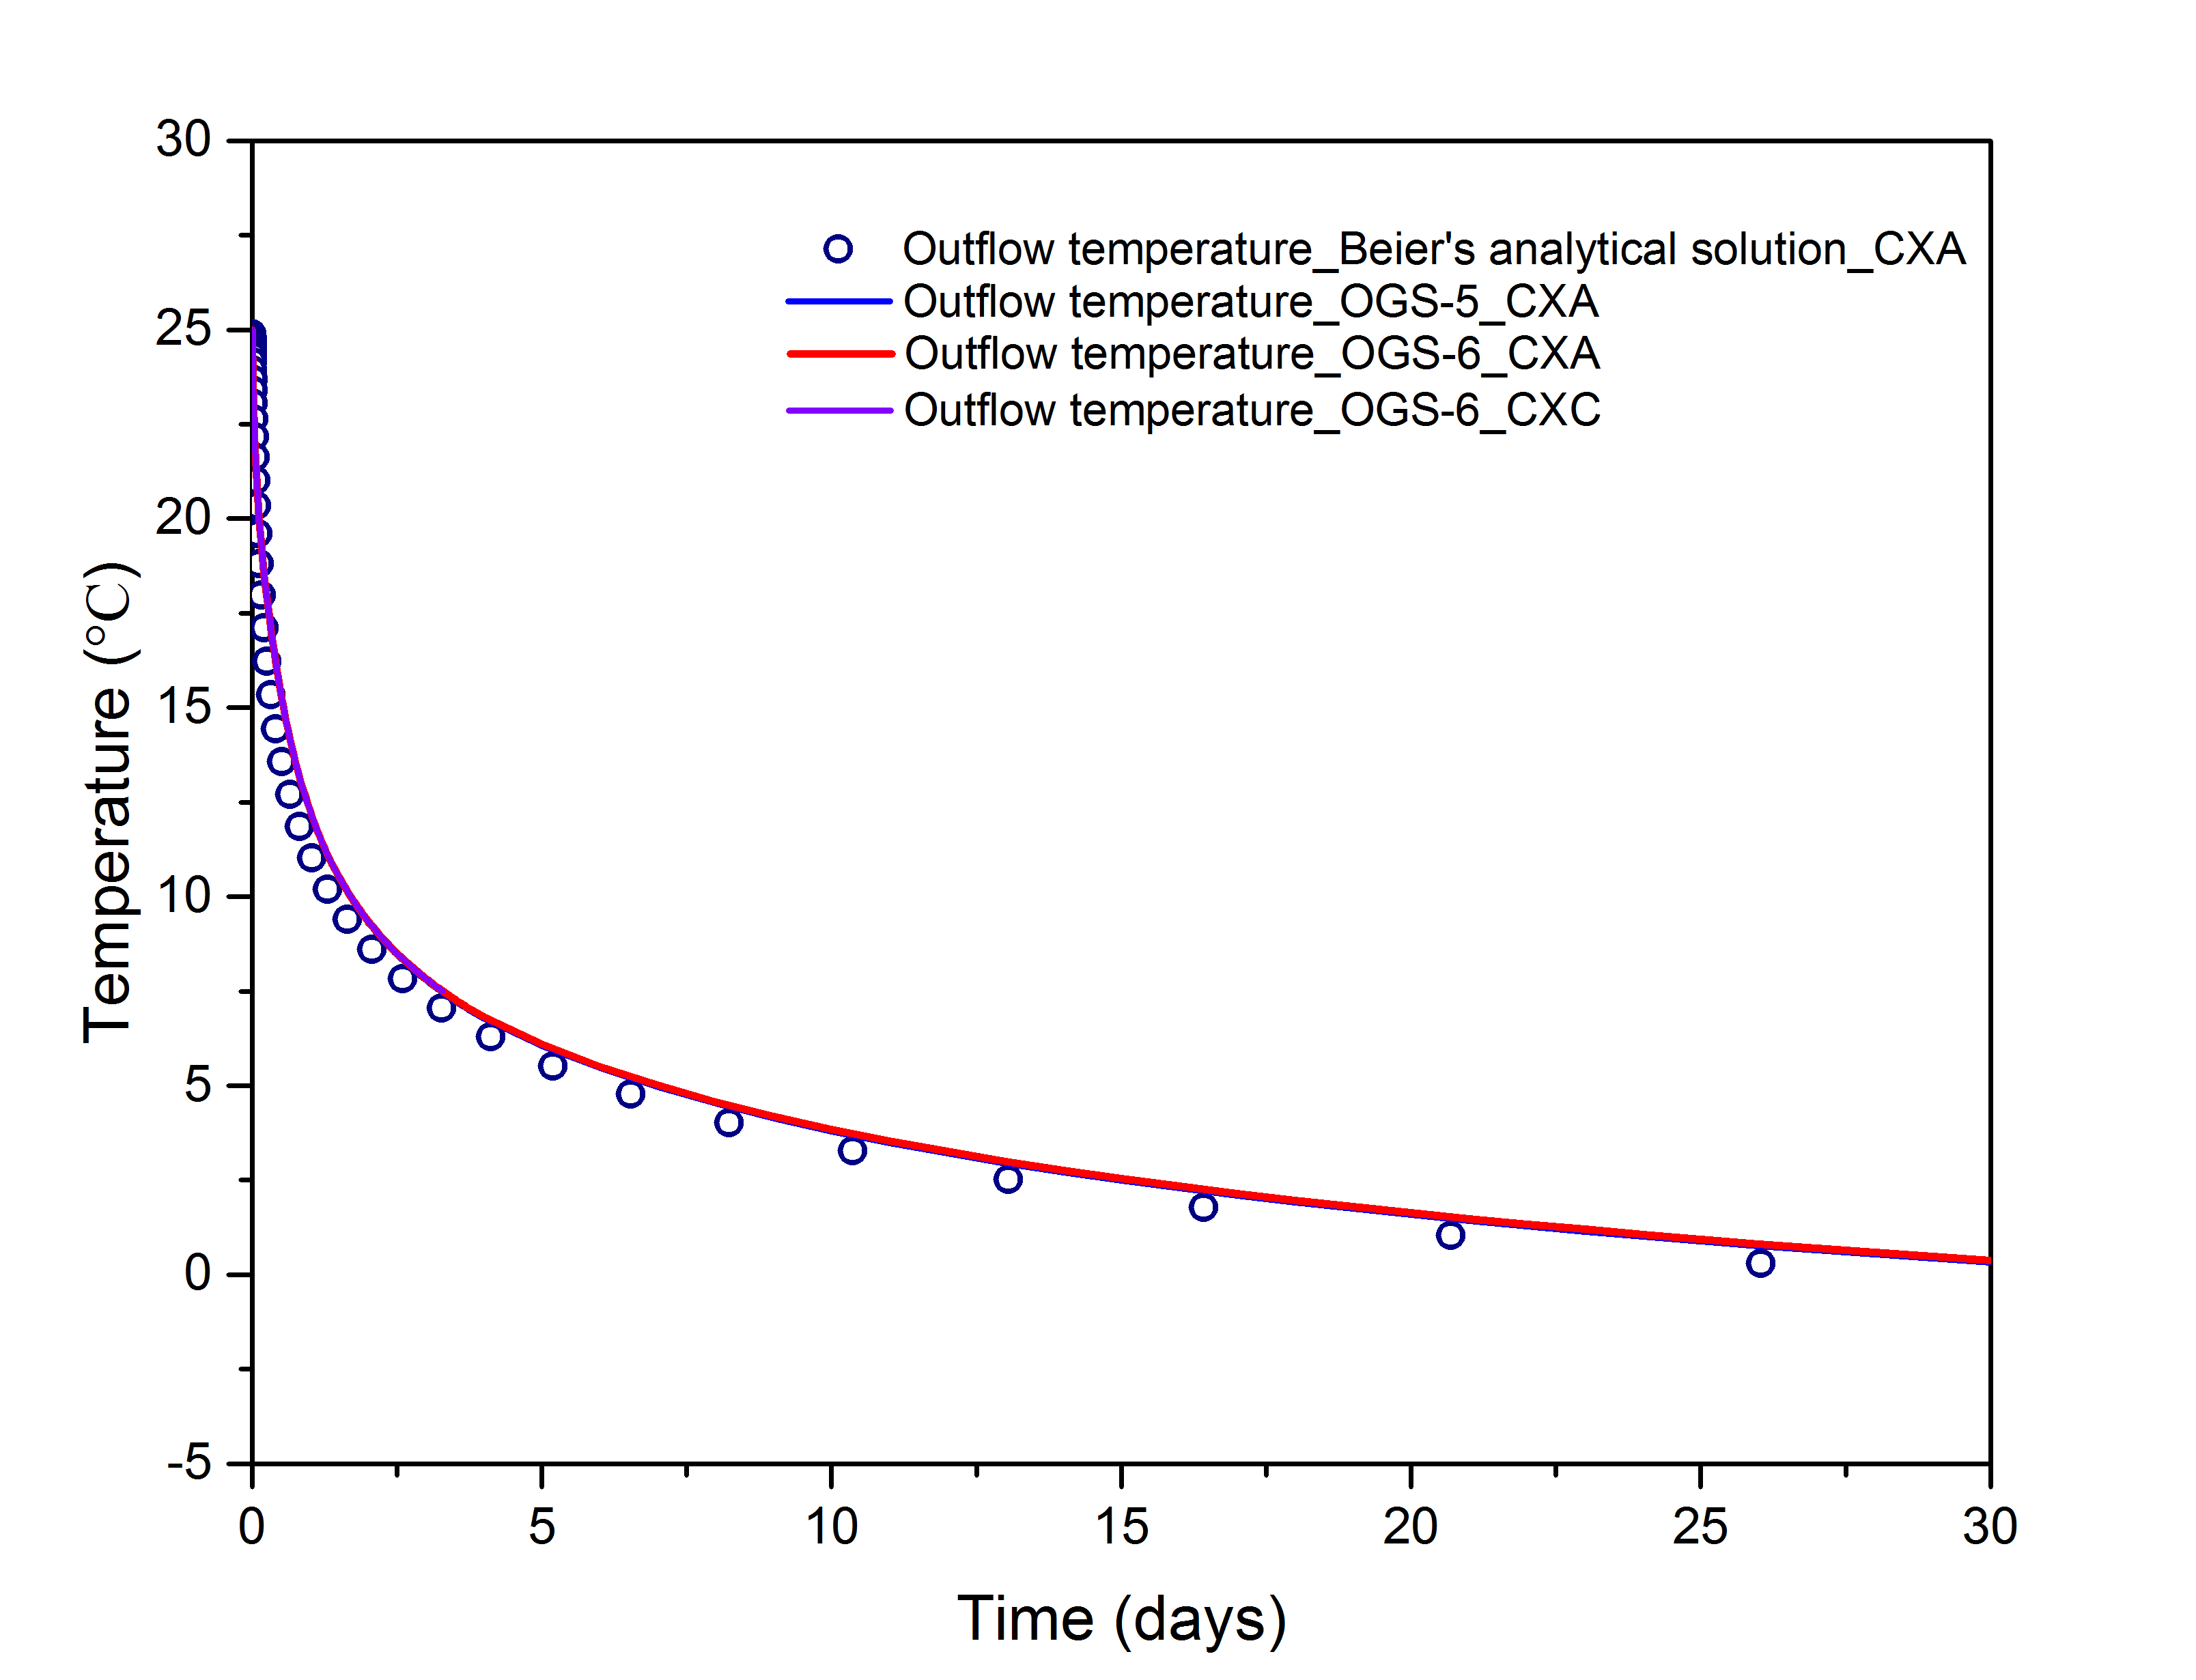 30
25
20
15
10
5
0
-5
Temperature (°C)
Outflow temperature_Beier's analytical solution_CXA
Outflow temperature_OGS-5_CXA
Outflow temperature_OGS-6_CXA
Outflow temperature_OGS-6_CXC
0 5 10 15 20 25 30
Time (days)